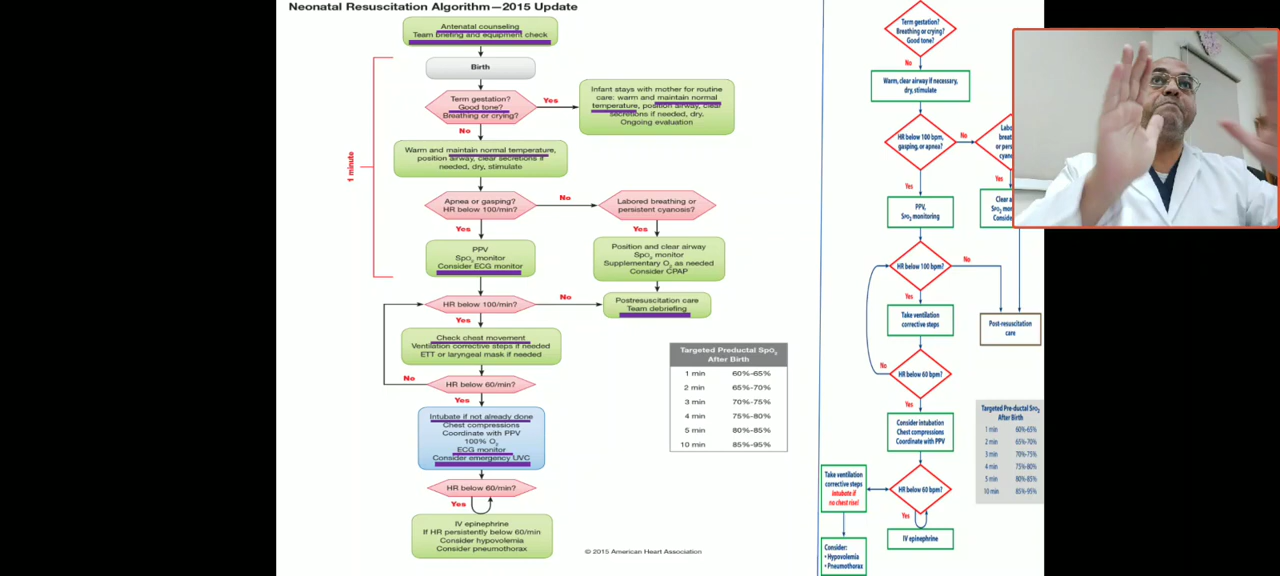 Neonatal Resuscitation Algorithm—2015 Update
Antenatal counseling
Team briefing and equipment check
Birth
Term gestation?
Good tone?
Breathing or crying?
Yes
Infant stays with mother for routine
care: warm and maintain normal
temperature, position airway, clear
secretions if needed, dry.
Ongoing evaluation
No
Warm and maintain normal temperature,
position airway, clear secretions if
needed, dry, stimulate
1 minute
Apnea or gasping?
HR below 100/min?
No
Labored breathing or
persistent cyanosis?
Yes
Yes
PPV
SpO2 monitor
Consider ECG monitor
Position and clear airway
SpO2 monitor
Supplementary O2 as needed
Consider CPAP
HR below 100/min?
No
Postresuscitation care
Team debriefing
Yes
Check chest movement
Ventilation corrective steps if needed
ETT or laryngeal mask if needed
No
HR below 60/min?
Yes
Intubate if not already done
Chest compressions
Coordinate with PPV
100% O2
ECG monitor
Consider emergency UVC
HR below 60/min?
Yes
IV epinephrine
If HR persistently below 60/min
Consider hypovolemia
Consider pneumothorax
Targeted Preductal SpO2
After Birth
1 min 60%-65%
2 min 65%-70%
3 min 70%-75%
4 min 75%-80%
5 min 80%-85%
10 min 85%-95%
© 2015 American Heart Association
Term gestation?
Breathing or crying?
Good tone?
No
Warm, clear airway if necessary,
dry, stimulate
HR below 100 bpm,
gasping, or apnea?
No
or
Yes
Yes
PPV,
SpO2 monitoring
Clear
HR below 100 bpm?
No
Yes
Take ventilation
corrective steps
Post-resuscitation
care
No
HR below 60 bpm?
Yes
Consider intubation
Chest compressions
Coordinate with PPV
HR below 60 bpm?
Take ventilation
corrective steps
Intubate if
no chest rise!
Yes
IV epinephrine
Consider:
• Hypovolemia
• Pneumothorax
Targeted Pre-ductal SpO2
After Birth
1 min 60%-65%
2 min 65%-70%
3 min 70%-75%
4 min 75%-80%
5 min 80%-85%
10 min 85%-95%